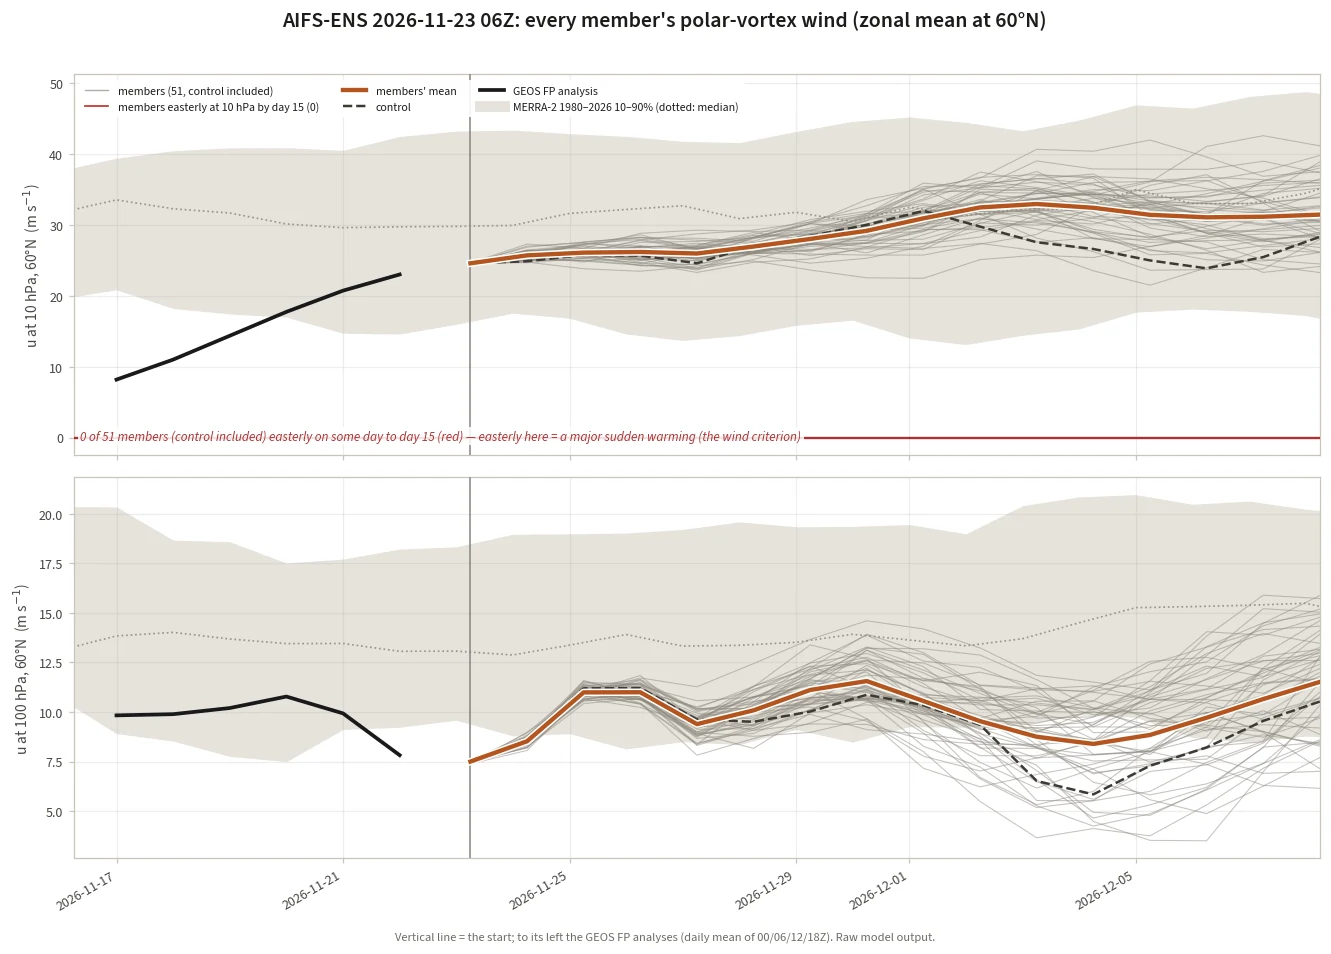 AIFS-ENS 2026-11-23 06Z: every member's polar-vortex wind (zonal mean at 60°N)
members (51, control included)
members easterly at 10 hPa by day 15 (0)
members' mean
control
GEOS FP analysis
MERRA-2 1980–2026 10–90% (dotted: median)
u at 10 hPa, 60°N (m s⁻¹)
50
40
30
20
10
0
0 of 51 members (control included) easterly on some day to day 15 (red) — easterly here = a major sudden warming (the wind criterion)
u at 100 hPa, 60°N (m s⁻¹)
20.0
17.5
15.0
12.5
10.0
7.5
5.0
2026-11-17
2026-11-21
2026-11-25
2026-11-29
2026-12-01
2026-12-05
Vertical line = the start; to its left the GEOS FP analyses (daily mean of 00/06/12/18Z). Raw model output.